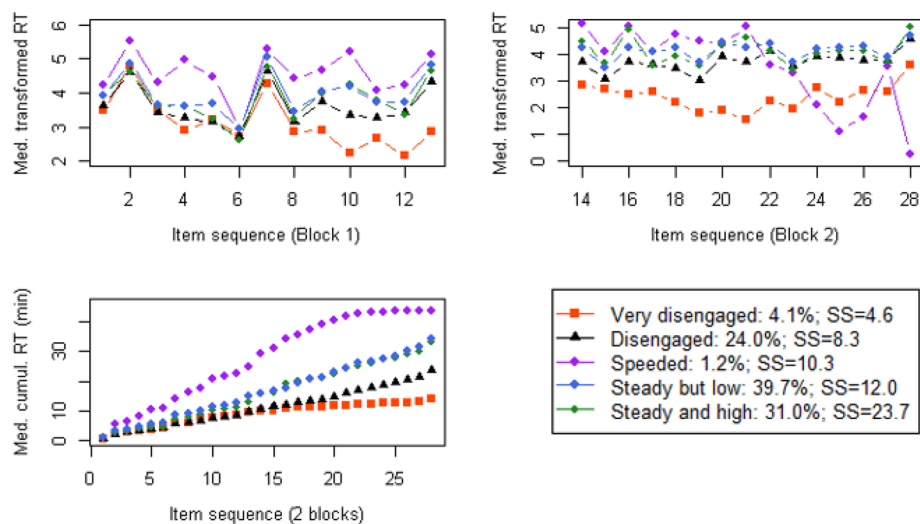 Med. transformed RT
6
5
4
3
2
2 4 6 8 10 12
Item sequence (Block 1)
Med. transformed RT
5
4
3
2
1
0
14 16 18 20 22 24 26 28
Item sequence (Block 2)
Med. cumul. RT (min)
30
10
0
0 5 10 15 20 25
Item sequence (2 blocks)
Very disengaged: 4.1%; SS=4.6
Disengaged: 24.0%; SS=8.3
Speeded: 1.2%; SS=10.3
Steady but low: 39.7%; SS=12.0
Steady and high: 31.0%; SS=23.7